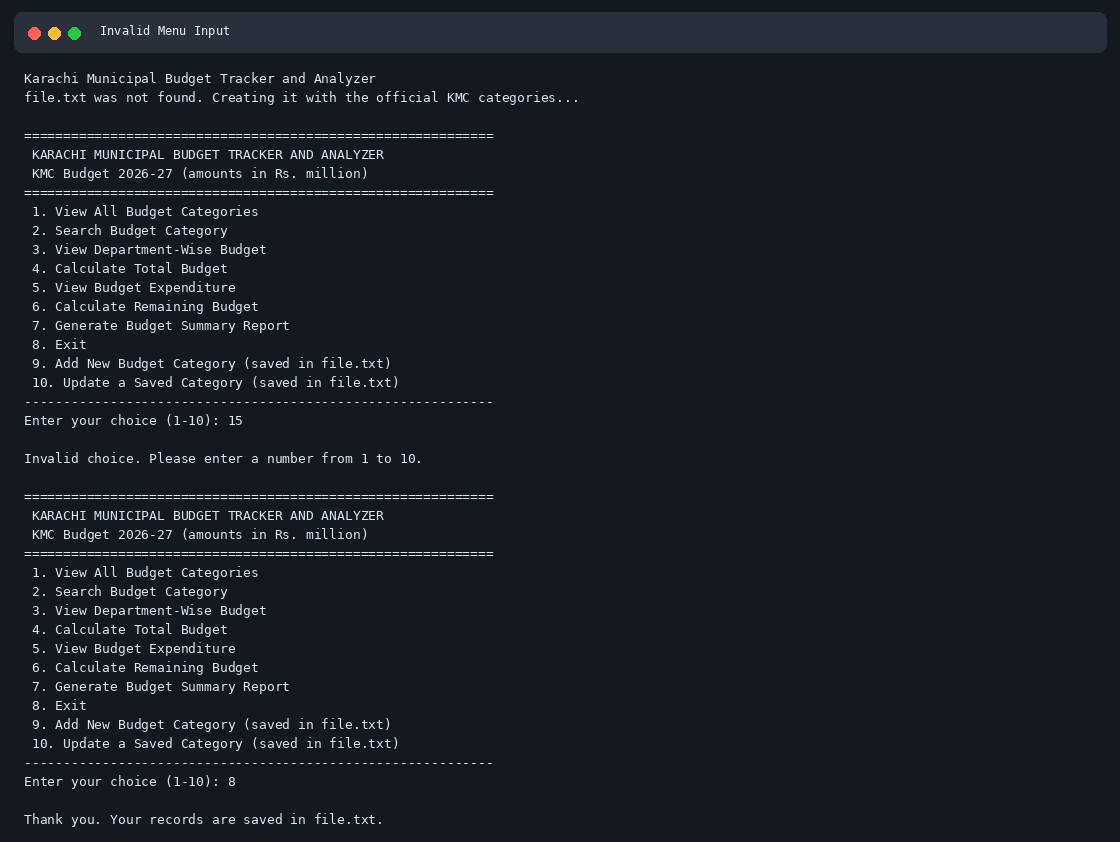 Invalid Menu Input
Karachi Municipal Budget Tracker and Analyzer
file.txt was not found. Creating it with the official KMC categories...
============================================================
KARACHI MUNICIPAL BUDGET TRACKER AND ANALYZER
KMC Budget 2026-27 (amounts in Rs. million)
============================================================
1. View All Budget Categories
2. Search Budget Category
3. View Department-Wise Budget
4. Calculate Total Budget
5. View Budget Expenditure
6. Calculate Remaining Budget
7. Generate Budget Summary Report
8. Exit
9. Add New Budget Category (saved in file.txt)
10. Update a Saved Category (saved in file.txt)
------------------------------------------------------------
Enter your choice (1-10): 15
Invalid choice. Please enter a number from 1 to 10.
============================================================
KARACHI MUNICIPAL BUDGET TRACKER AND ANALYZER
KMC Budget 2026-27 (amounts in Rs. million)
============================================================
1. View All Budget Categories
2. Search Budget Category
3. View Department-Wise Budget
4. Calculate Total Budget
5. View Budget Expenditure
6. Calculate Remaining Budget
7. Generate Budget Summary Report
8. Exit
9. Add New Budget Category (saved in file.txt)
10. Update a Saved Category (saved in file.txt)
------------------------------------------------------------
Enter your choice (1-10): 8
Thank you. Your records are saved in file.txt.